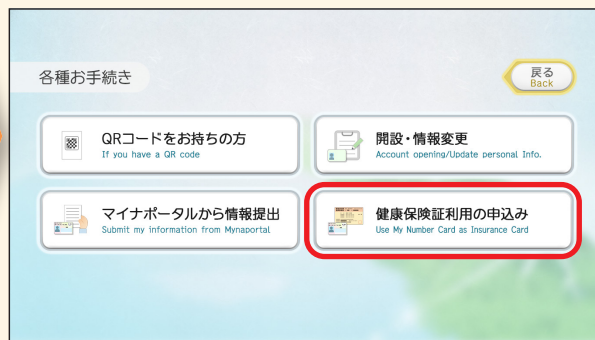 各種お手続き
戻る
Back
QRコードをお持ちの方
If you have a QR code
開設・情報変更
Account opening/Update personal Info.
マイナポータルから情報提出
Submit my information from Mynaportal
健康保険証利用の申込み
Use My Number Card as Insurance Card